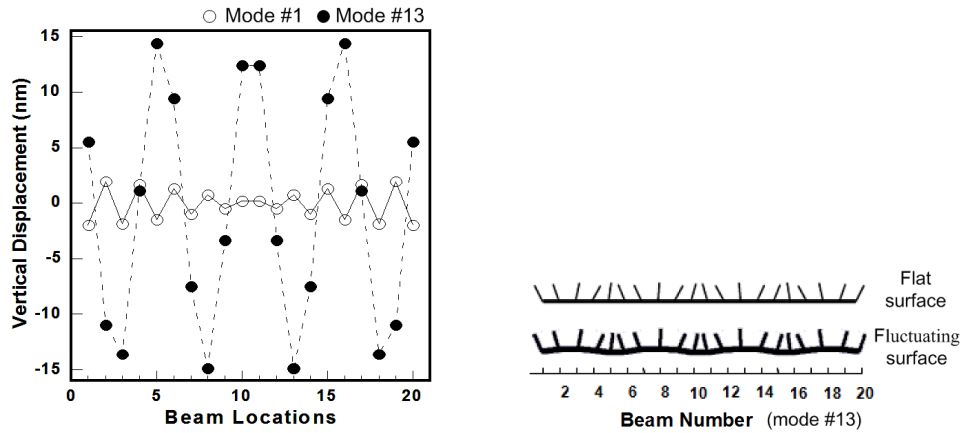 Mode #1 Mode #13
15
10
5
0
-5
-10
-15
Vertical Displacement (nm)
0 5 10 15 20
Beam Locations
Flat
surface
Fluctuating
surface
2 4 6 8 10 12 14 16 18 20
Beam Number (mode #13)